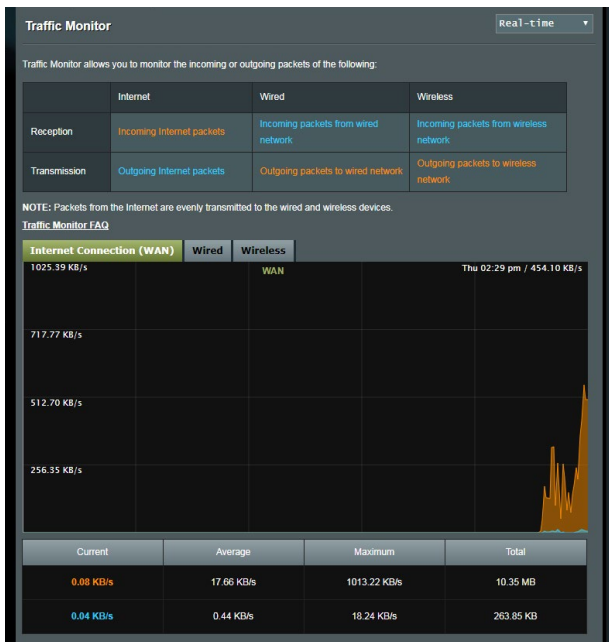 Traffic Monitor
Real-time
Traffic Monitor allows you to monitor the incoming or outgoing packets of the following:
Internet Wired Wireless
Reception Incoming Internet packets Incoming packets from wired network Incoming packets from wireless network
Transmission Outgoing Internet packets Outgoing packets to wired network Outgoing packets to wireless network
NOTE: Packets from the Internet are evenly transmitted to the wired and wireless devices.
Traffic Monitor FAQ
Internet Connection (WAN) Wired Wireless
1025.39 KB/s WAN Thu 02:29 pm / 454.10 KB/s
717.77 KB/s
512.70 KB/s
256.35 KB/s
Current Average Maximum Total
0.08 KB/s 17.66 KB/s 1013.22 KB/s 10.35 MB
0.04 KB/s 0.44 KB/s 18.24 KB/s 263.85 KB